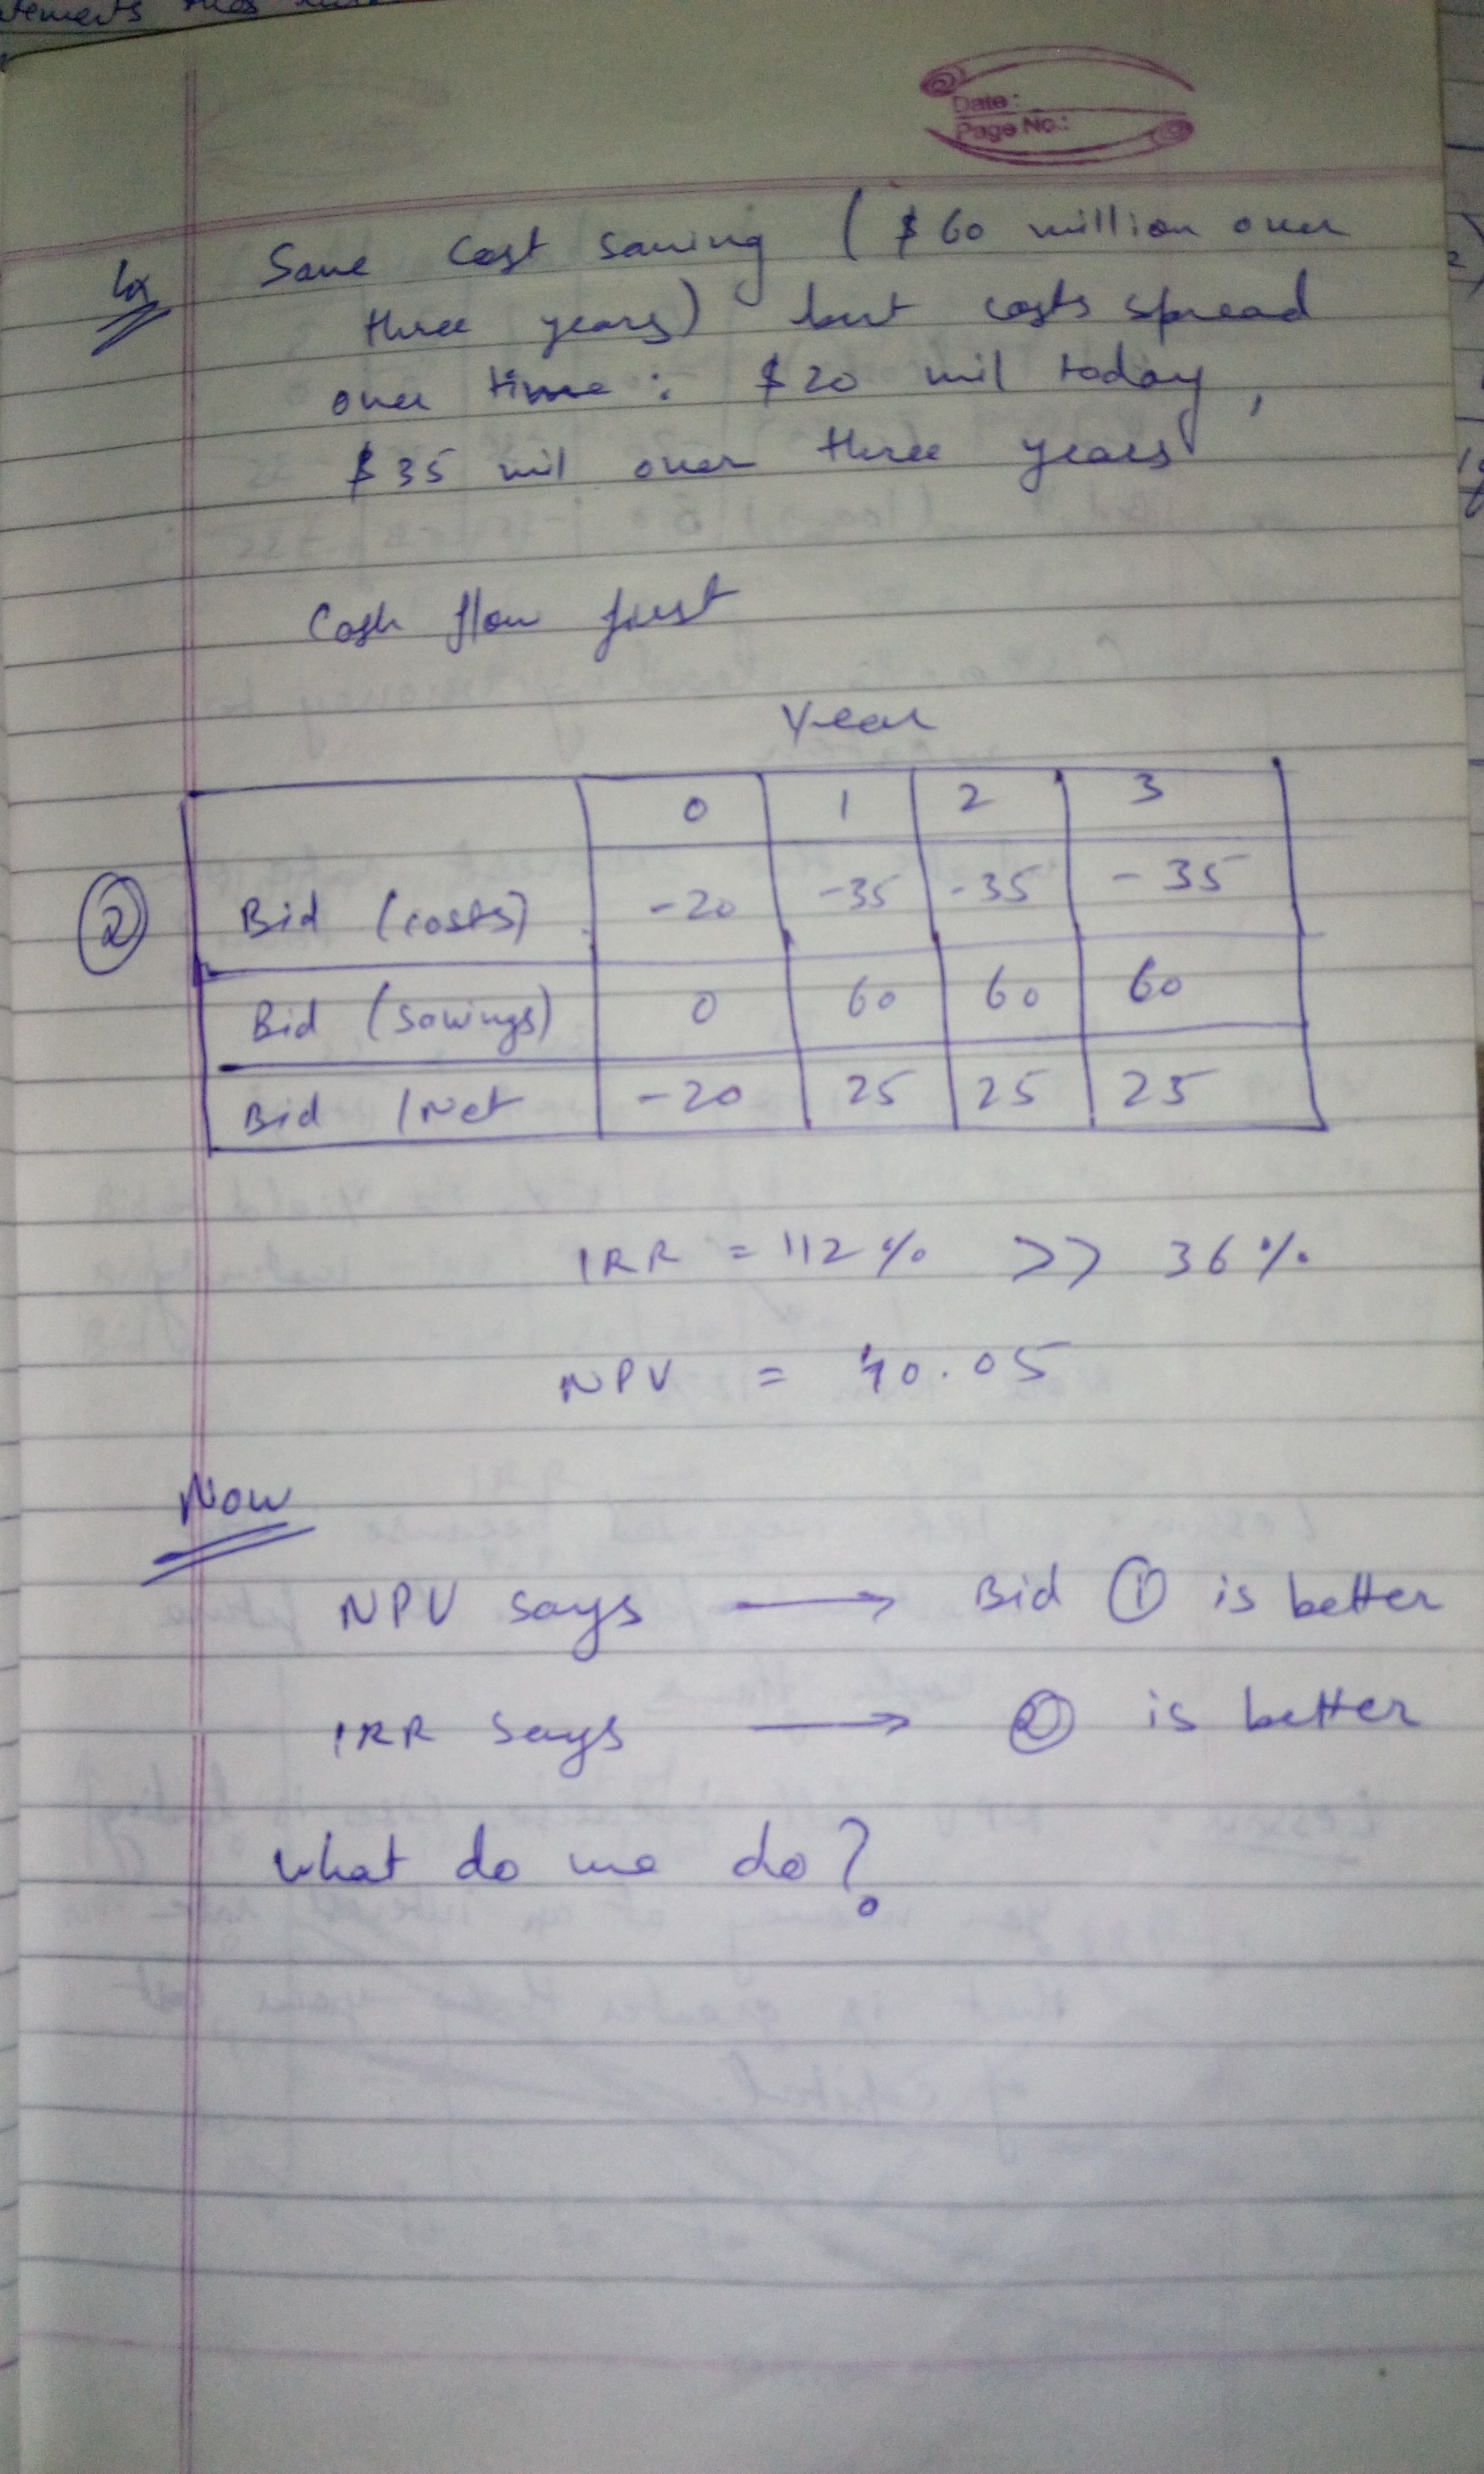 Date:
Page No.:
Ex Same cost saving ( $ 60 million over
three years) but costs spread
over time : $ 20 mil today,
$ 35 mil over three years
Cash flow first
Year
0 1 2 3
② Bid (costs) -20 -35 -35 -35
Bid (savings) 0 60 60 60
Bid / Net -20 25 25 25
IRR = 112 % >> 36 %
NPV = 40.05
Now
NPV says → Bid ① is better
IRR says → ② is better
what do we do?